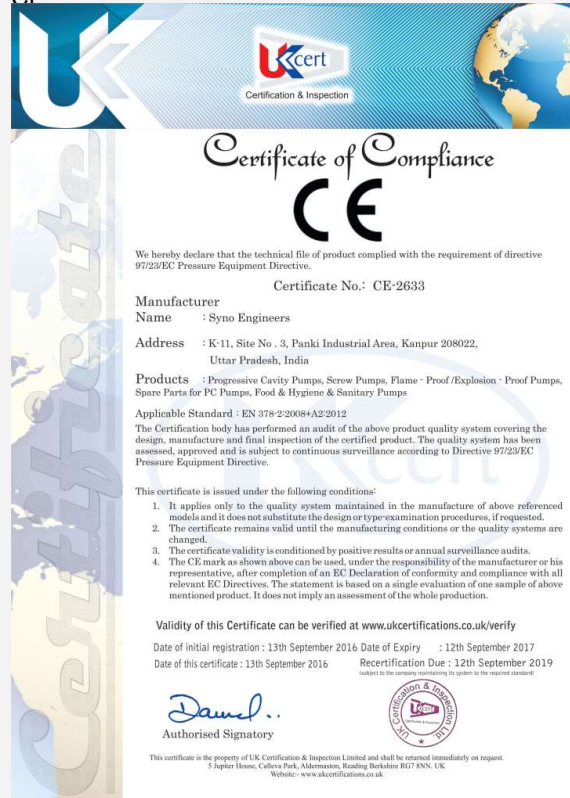 UKcert
Certification & Inspection
Certificate of Compliance
CE
We hereby declare that the technical file of product complied with the requirement of directive
97/23/EC Pressure Equipment Directive.
Certificate No.: CE-2633
Manufacturer
Name : Syno Engineers
Address : K-11, Site No . 3, Panki Industrial Area, Kanpur 208022,
Uttar Pradesh, India
Products : Progressive Cavity Pumps, Screw Pumps, Flame - Proof /Explosion - Proof Pumps,
Spare Parts for PC Pumps, Food & Hygiene & Sanitary Pumps
Applicable Standard : EN 378-2:2008+A2:2012
The Certification body has performed an audit of the above product quality system covering the
design, manufacture and final inspection of the certified product. The quality system has been
assessed, approved and is subject to continuous surveillance according to Directive 97/23/EC
Pressure Equipment Directive.
This certificate is issued under the following conditions:
1. It applies only to the quality system maintained in the manufacture of above referenced
models and it does not substitute the design or type-examination procedures, if requested.
2. The certificate remains valid until the manufacturing conditions or the quality systems are
changed.
3. The certificate validity is conditioned by positive results or annual surveillance audits.
4. The CE mark as shown above can be used, under the responsibility of the manufacturer or his
representative, after completion of an EC Declaration of conformity and compliance with all
relevant EC Directives. The statement is based on a single evaluation of one sample of above
mentioned product. It does not imply an assessment of the whole production.
Validity of this Certificate can be verified at www.ukcertifications.co.uk/verify
Date of initial registration : 13th September 2016 Date of Expiry : 12th September 2017
Date of this certificate : 13th September 2016 Recertification Due : 12th September 2019
(subject to the company maintaining its system to the required standard)
Authorised Signatory
UK Certification & Inspection Ltd
This certificate is the property of UK Certification & Inspection Limited and shall be returned immediately on request.
5 Jupiter House, Calleva Park, Aldermaston, Reading Berkshire RG7 8NN. UK
Website:- www.ukcertifications.co.uk
Certificate